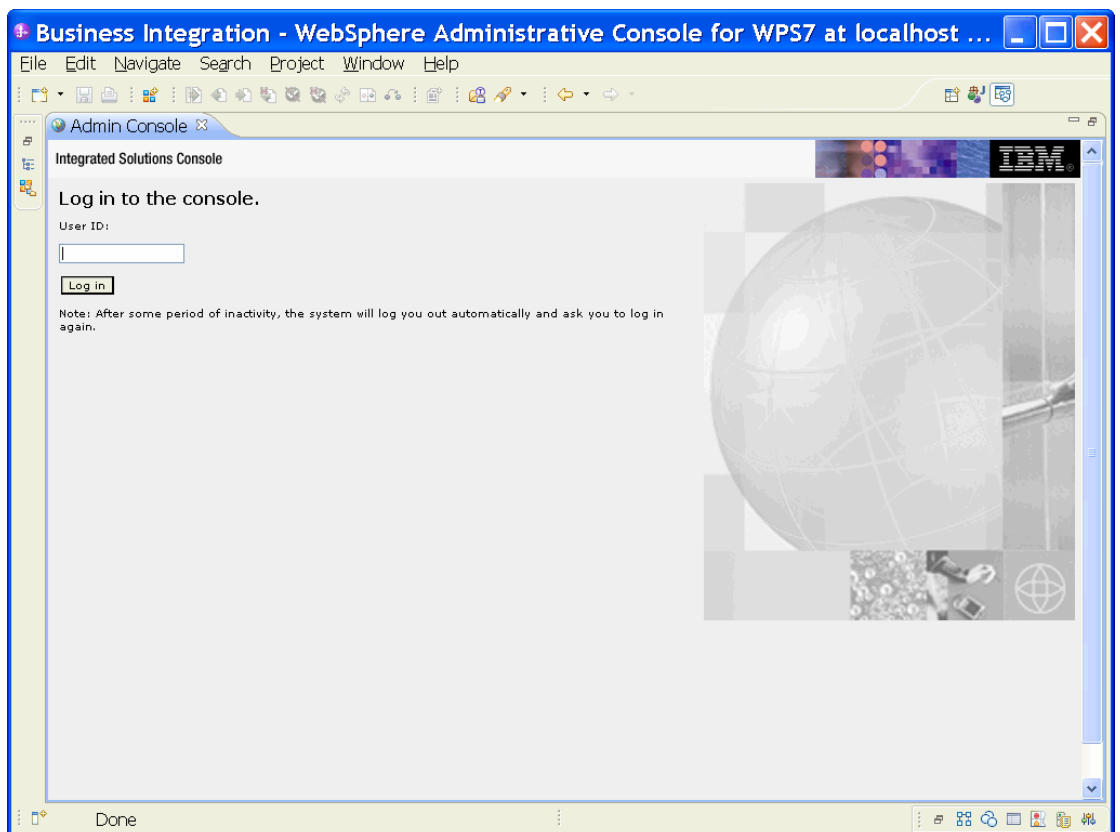 Business Integration - WebSphere Administrative Console for WPS7 at localhost ...
File Edit Navigate Search Project Window Help
Admin Console
Integrated Solutions Console
IBM®
Log in to the console.
User ID:
Log in
Note: After some period of inactivity, the system will log you out automatically and ask you to log in
again.
Done